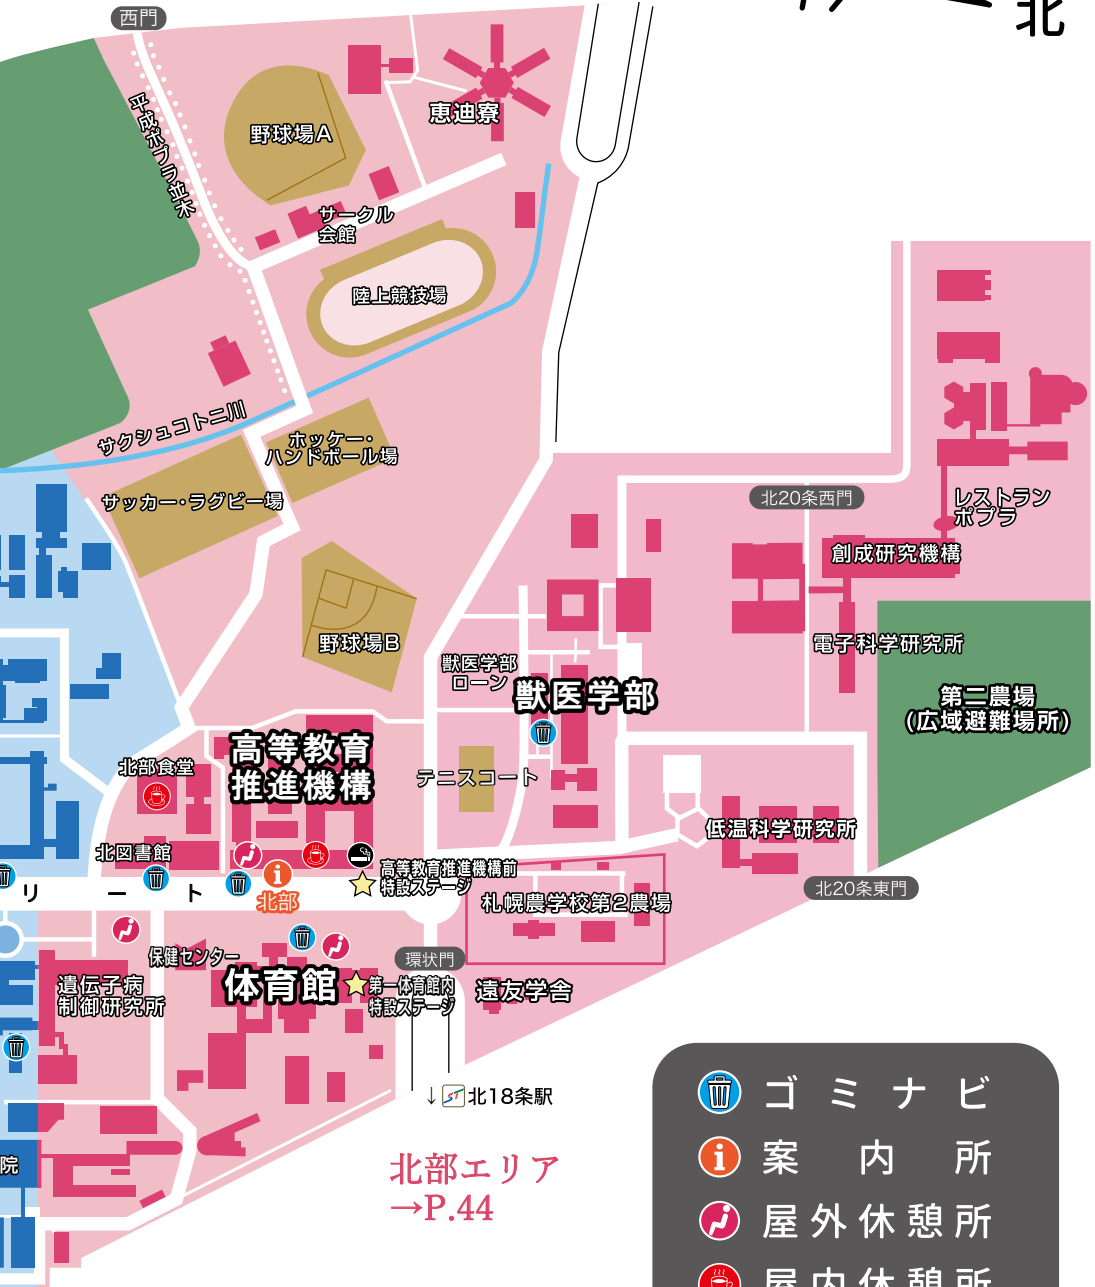 西門
北
平成ポプラ並木
野球場A
恵迪寮
サークル
会館
陸上競技場
サクシュコトニ川
ホッケー・
ハンドボール場
サッカー・ラグビー場
北20条西門
レストラン
ポプラ
創成研究機構
野球場B
獣医学部
ローン
獣医学部
電子科学研究所
第二農場
(広域避難場所)
高等教育
推進機構
北部食堂
テニスコート
低温科学研究所
北図書館
高等教育推進機構前
特設ステージ
北20条東門
リート
北部
札幌農学校第2農場
保健センター
環状門
体育館
第一体育館内
特設ステージ
遠友学舎
遺伝子病
制御研究所
↓ST北18条駅
院
北部エリア
→P.44
ゴミナビ
案内所
屋外休憩所
屋内休憩所